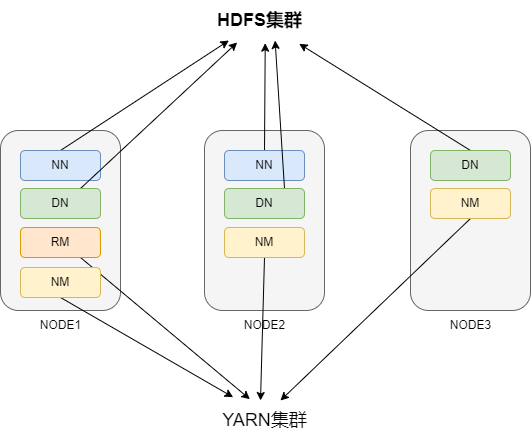 HDFS集群
NN
DN
RM
NM
NODE1
NN
DN
NM
NODE2
DN
NM
NODE3
YARN集群